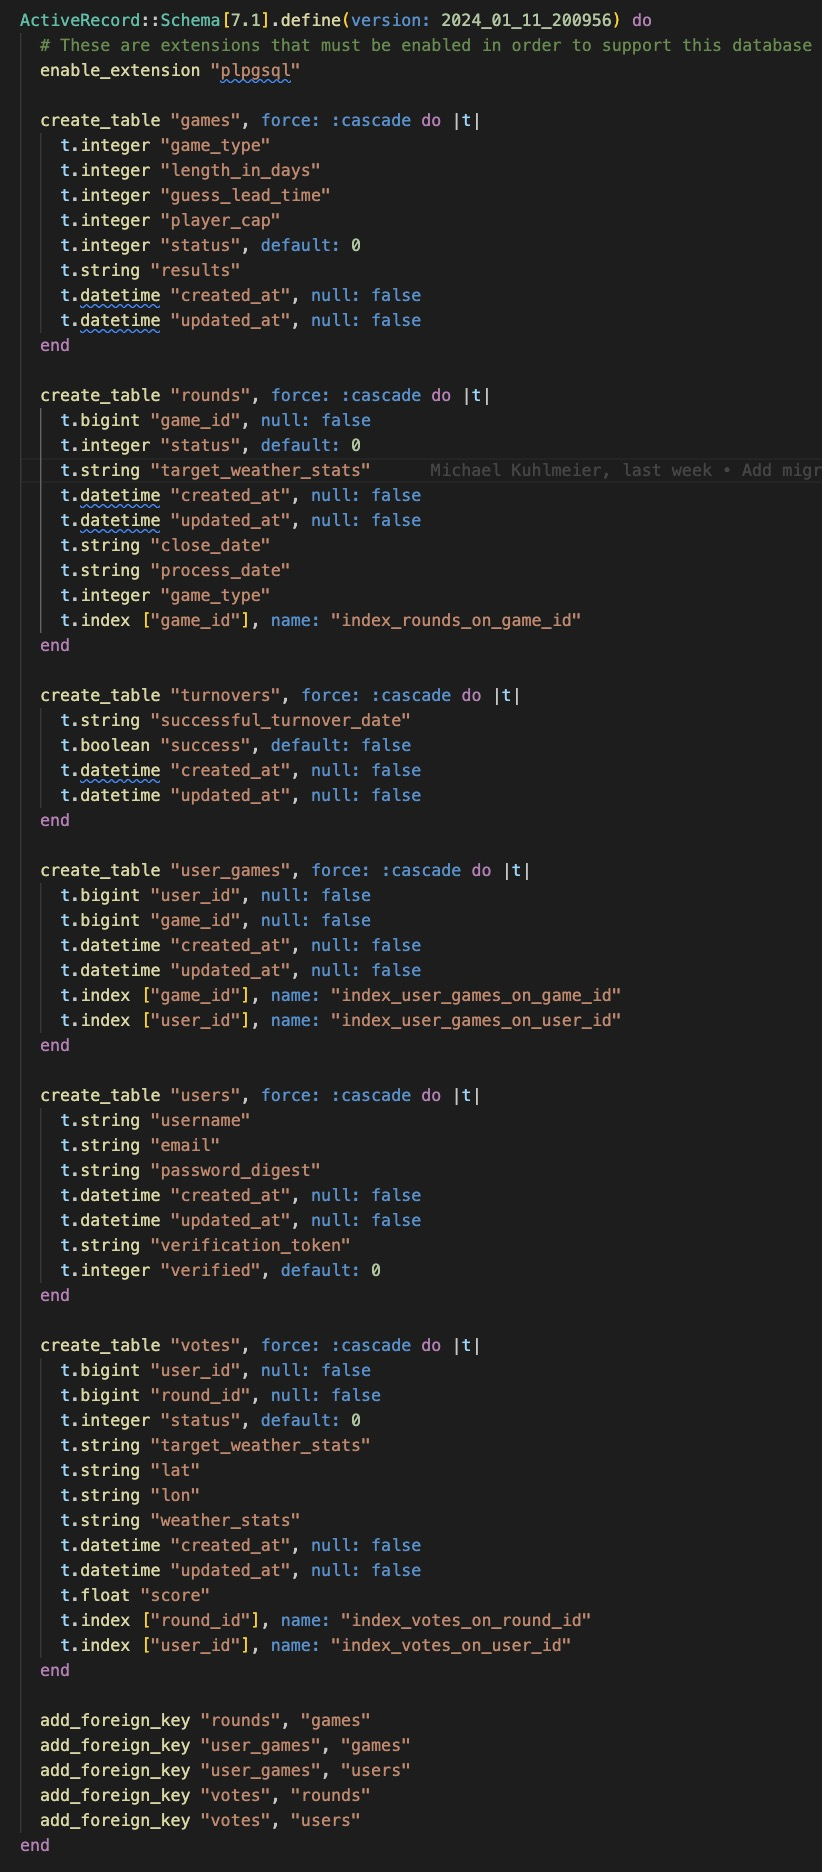 ActiveRecord::Schema[7.1].define(version: 2024_01_11_200956) do
  # These are extensions that must be enabled in order to support this database
  enable_extension "plpgsql"

  create_table "games", force: :cascade do |t|
    t.integer "game_type"
    t.integer "length_in_days"
    t.integer "guess_lead_time"
    t.integer "player_cap"
    t.integer "status", default: 0
    t.string "results"
    t.datetime "created_at", null: false
    t.datetime "updated_at", null: false
  end

  create_table "rounds", force: :cascade do |t|
    t.bigint "game_id", null: false
    t.integer "status", default: 0
    t.string "target_weather_stats"     Michael Kuhlmeier, last week • Add migr
    t.datetime "created_at", null: false
    t.datetime "updated_at", null: false
    t.string "close_date"
    t.string "process_date"
    t.integer "game_type"
    t.index ["game_id"], name: "index_rounds_on_game_id"
  end

  create_table "turnovers", force: :cascade do |t|
    t.string "successful_turnover_date"
    t.boolean "success", default: false
    t.datetime "created_at", null: false
    t.datetime "updated_at", null: false
  end

  create_table "user_games", force: :cascade do |t|
    t.bigint "user_id", null: false
    t.bigint "game_id", null: false
    t.datetime "created_at", null: false
    t.datetime "updated_at", null: false
    t.index ["game_id"], name: "index_user_games_on_game_id"
    t.index ["user_id"], name: "index_user_games_on_user_id"
  end

  create_table "users", force: :cascade do |t|
    t.string "username"
    t.string "email"
    t.string "password_digest"
    t.datetime "created_at", null: false
    t.datetime "updated_at", null: false
    t.string "verification_token"
    t.integer "verified", default: 0
  end

  create_table "votes", force: :cascade do |t|
    t.bigint "user_id", null: false
    t.bigint "round_id", null: false
    t.integer "status", default: 0
    t.string "target_weather_stats"
    t.string "lat"
    t.string "lon"
    t.string "weather_stats"
    t.datetime "created_at", null: false
    t.datetime "updated_at", null: false
    t.float "score"
    t.index ["round_id"], name: "index_votes_on_round_id"
    t.index ["user_id"], name: "index_votes_on_user_id"
  end

  add_foreign_key "rounds", "games"
  add_foreign_key "user_games", "games"
  add_foreign_key "user_games", "users"
  add_foreign_key "votes", "rounds"
  add_foreign_key "votes", "users"
end